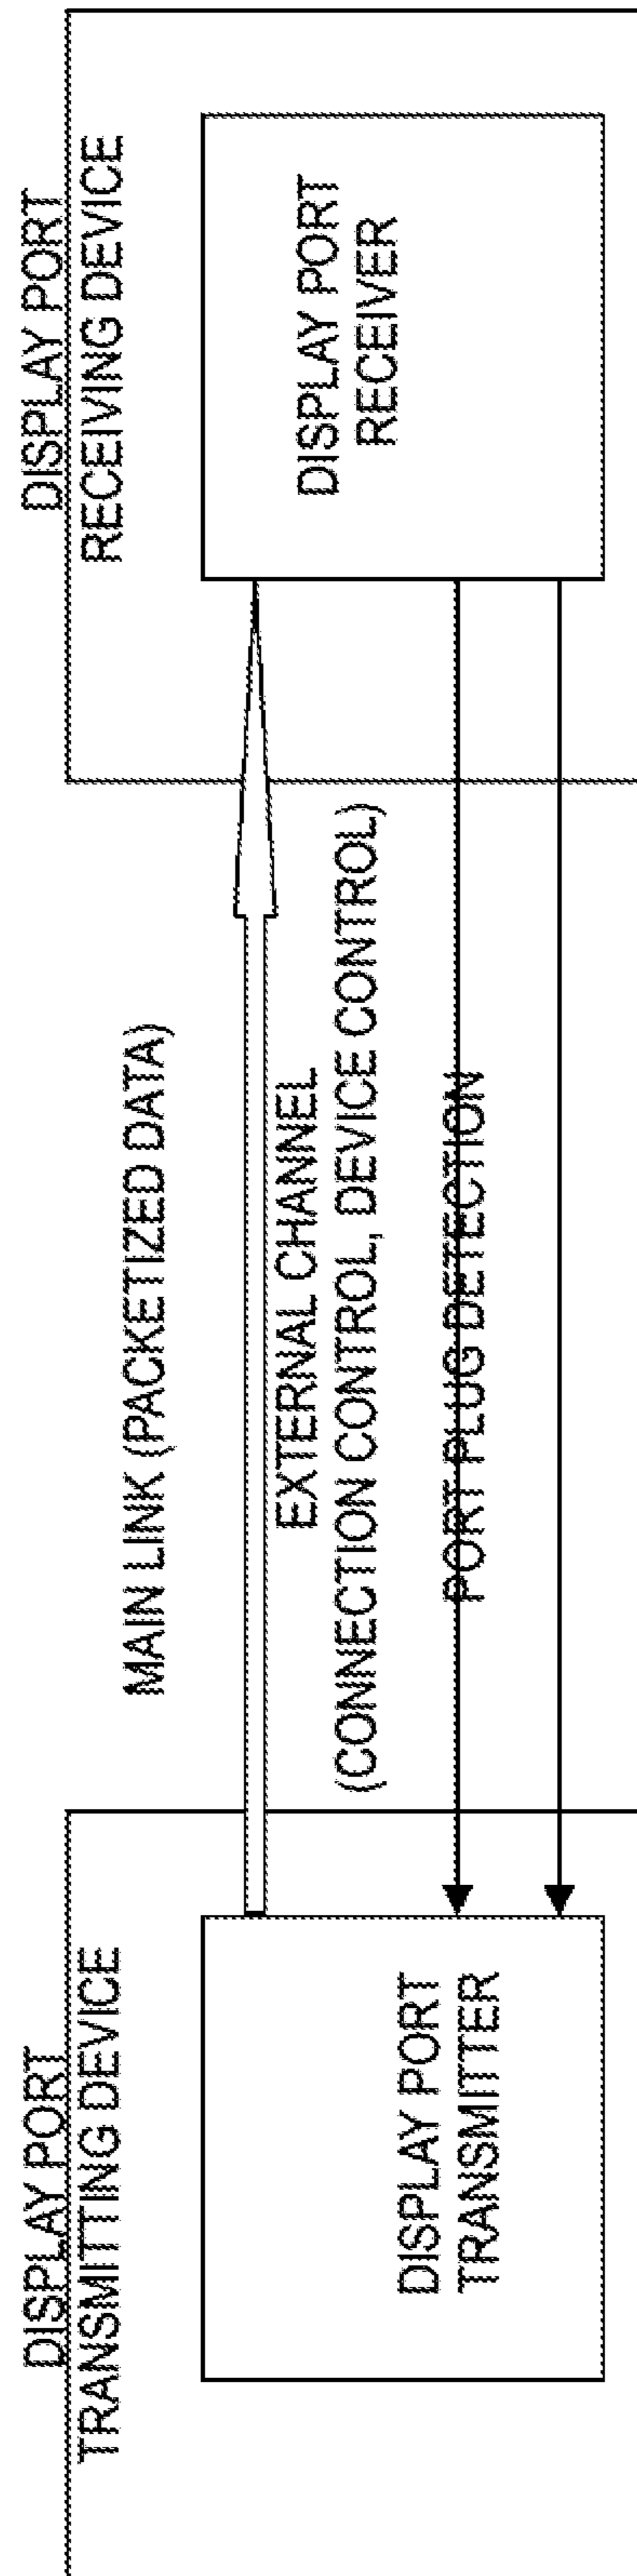 DISPLAY PORT
TRANSMITTING DEVICE
DISPLAY PORT
TRANSMITTER
MAIN LINK (PACKETIZED DATA)
EXTERNAL CHANNEL
(CONNECTION CONTROL, DEVICE CONTROL)
PORT PLUG DETECTION
DISPLAY PORT
RECEIVING DEVICE
DISPLAY PORT
RECEIVER